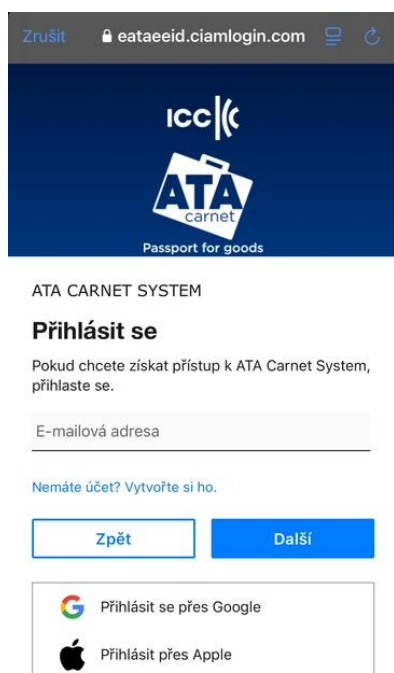 Zrušit eataeeid.ciamlogin.com
ICC
ATA
carnet
Passport for goods
ATA CARNET SYSTEM
Přihlásit se
Pokud chcete získat přístup k ATA Carnet System,
přihlaste se.
E-mailová adresa
Nemáte účet? Vytvořte si ho.
Zpět Další
Přihlásit se přes Google
Přihlásit přes Apple